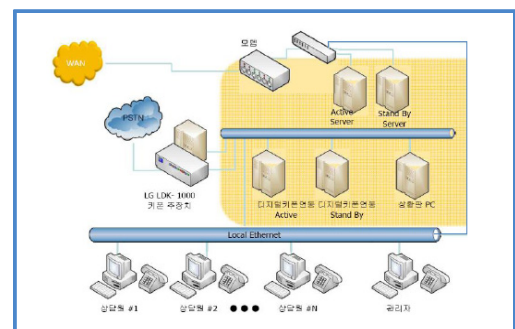 모뎀
WAN
Active
Server
Stand By
Server
PSTN
LG LDK- 1000
키폰 주장치
디지털키폰연동
Active
디지털키폰연동
Stand By
상황판 PC
Local Ethernet
상담원 #1
상담원 #2
●●●
상담원 #N
관리자